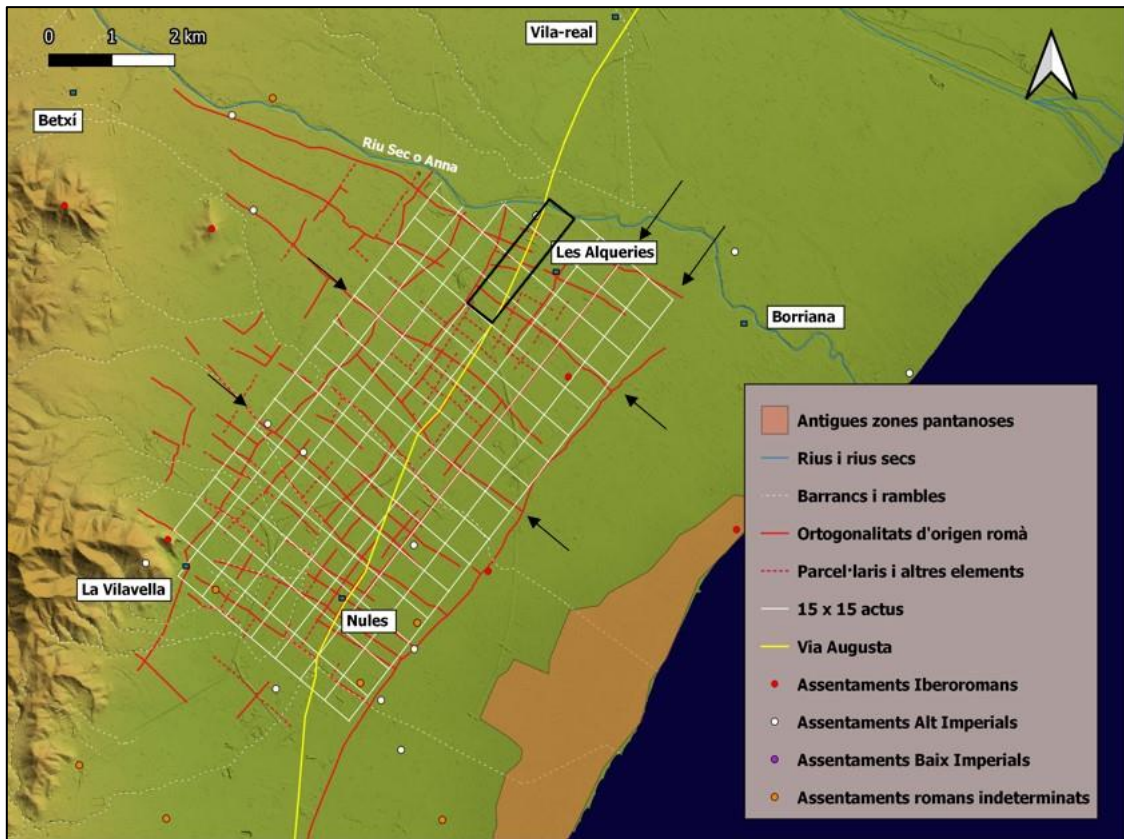 0 1 2 km
Vila-real
Betxí
Riu Sec o Anna
Les Alqueries
Borriana
La Vilavella
Nules
Antigues zones pantanoses
Rius i rius secs
Barrancs i rambles
Ortogonalitats d'origen romà
Parcel·laris i altres elements
15 x 15 actus
Via Augusta
Assentaments Iberoromans
Assentaments Alt Imperials
Assentaments Baix Imperials
Assentaments romans indeterminats